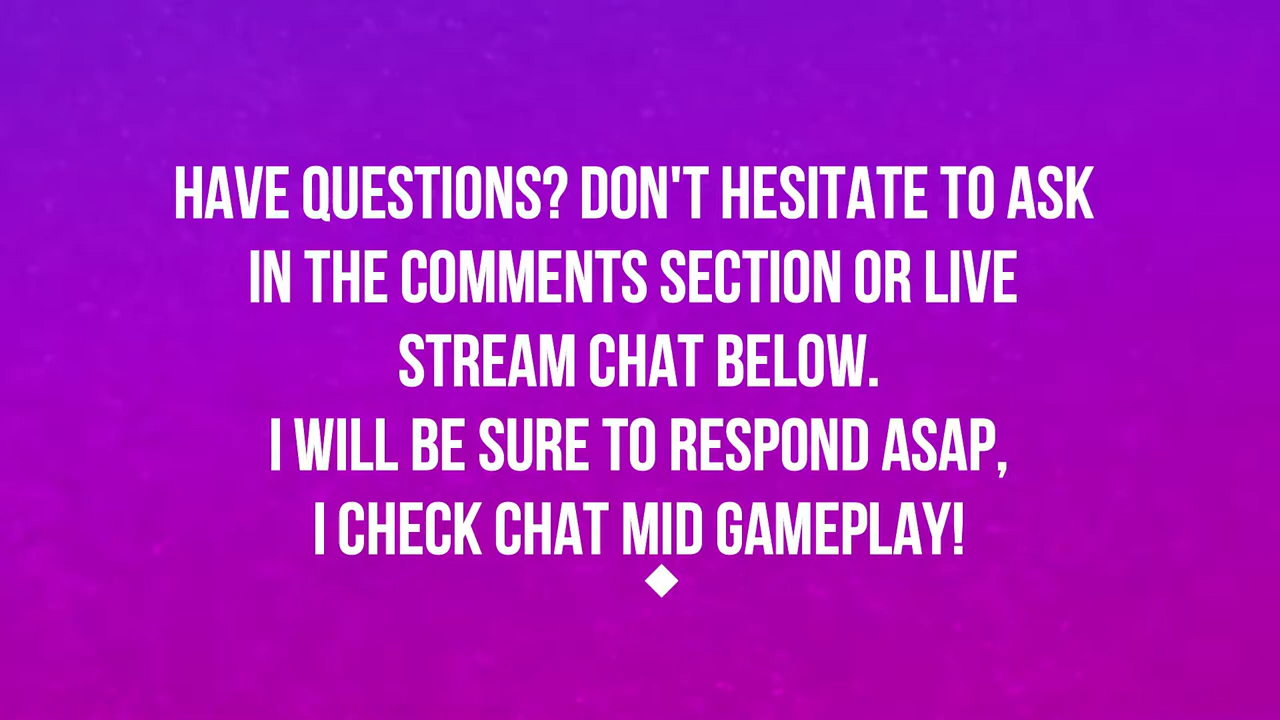 HAVE QUESTIONS? DON'T HESITATE TO ASK
IN THE COMMENTS SECTION OR LIVE
STREAM CHAT BELOW.
I WILL BE SURE TO RESPOND ASAP,
I CHECK CHAT MID GAMEPLAY!